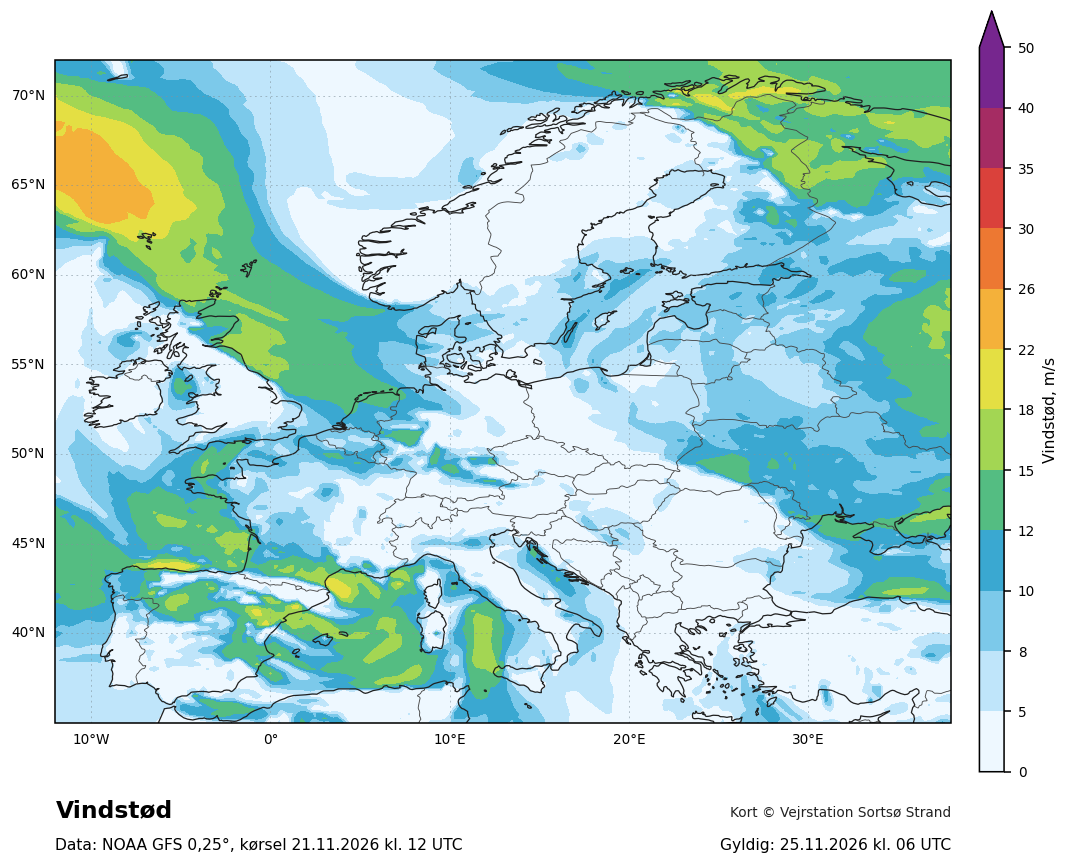 70°N
65°N
60°N
55°N
50°N
45°N
40°N
10°W
0°
10°E
20°E
30°E
50
40
35
30
26
22
18
15
12
10
8
5
0
Vindstød, m/s
Vindstød
Kort © Vejrstation Sortsø Strand
Data: NOAA GFS 0,25°, kørsel 21.11.2026 kl. 12 UTC
Gyldig: 25.11.2026 kl. 06 UTC